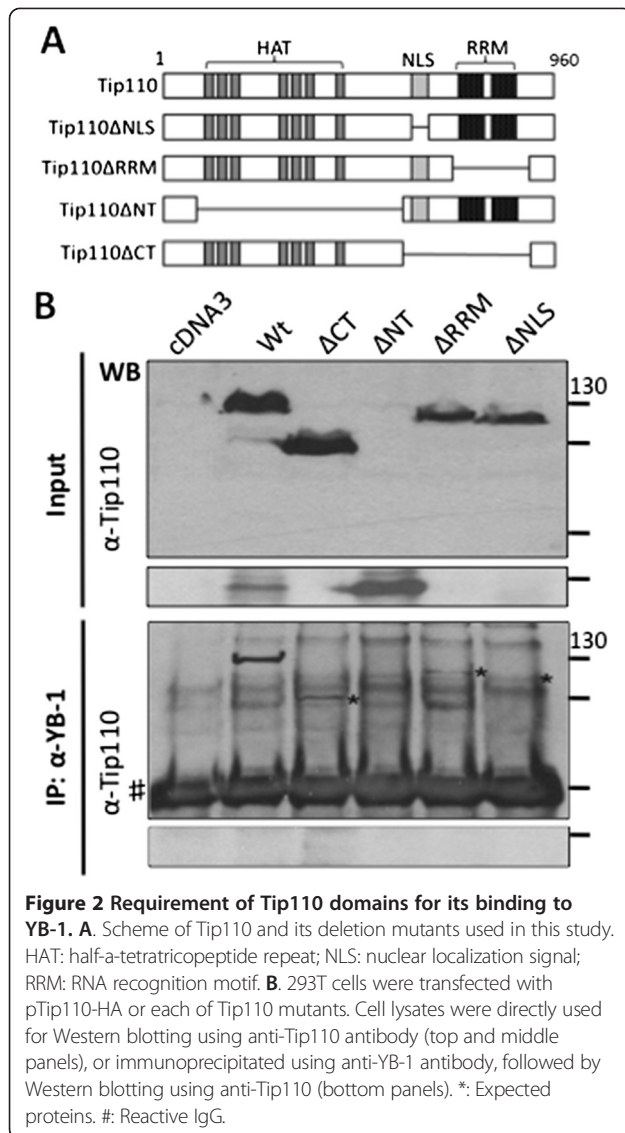 A
1 HAT NLS RRM 960
Tip110
Tip110ΔNLS
Tip110ΔRRM
Tip110ΔNT
Tip110ΔCT
B
cDNA3 Wt ΔCT ΔNT ΔRRM ΔNLS
WB
130
Input
α-Tip110
130
IP: α-YB-1
α-Tip110
*
*
*
#
Figure 2 Requirement of Tip110 domains for its binding to
YB-1. A. Scheme of Tip110 and its deletion mutants used in this study.
HAT: half-a-tetratricopeptide repeat; NLS: nuclear localization signal;
RRM: RNA recognition motif. B. 293T cells were transfected with
pTip110-HA or each of Tip110 mutants. Cell lysates were directly used
for Western blotting using anti-Tip110 antibody (top and middle
panels), or immunoprecipitated using anti-YB-1 antibody, followed by
Western blotting using anti-Tip110 (bottom panels). *: Expected
proteins. #: Reactive IgG.